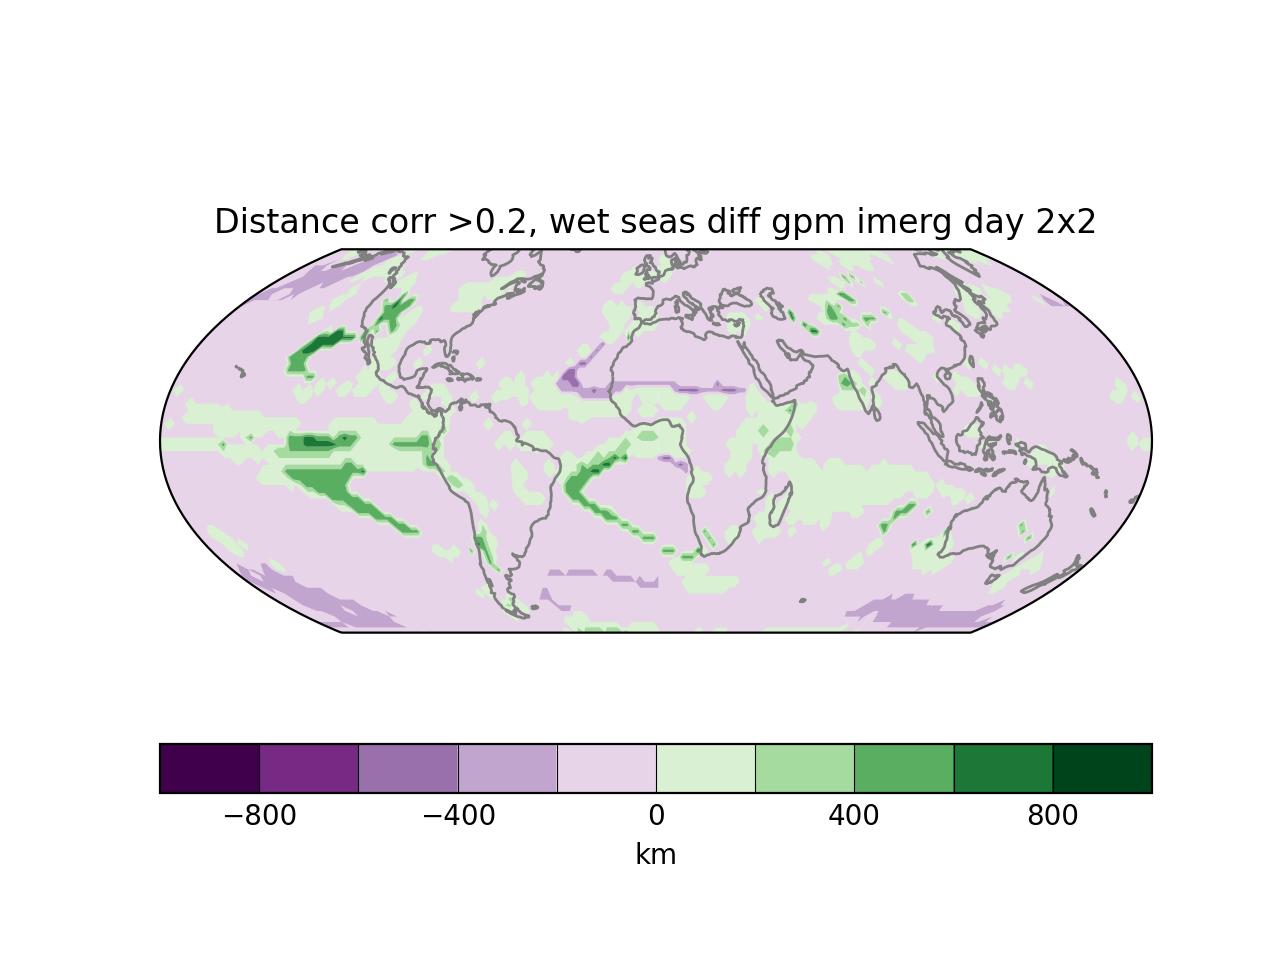 Distance corr >0.2, wet seas diff gpm imerg day 2x2
−800 −400 0 400 800
km